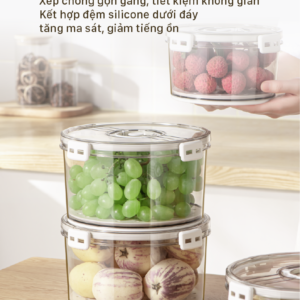 Xếp chồng gọn gàng, tiết kiệm không gian
Kết hợp đệm silicone dưới đáy
tăng ma sát, giảm tiếng ồn